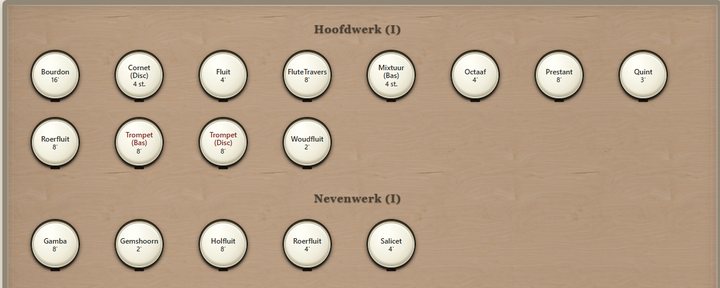 Hoofdwerk (I)
Bourdon
16'
Cornet
(Disc)
4 st.
Fluit
4'
FluteTravers
8'
Mixtuur
(Bas)
4 st.
Octaaf
4'
Prestant
8'
Quint
3'
Roerfluit
8'
Trompet
(Bas)
8'
Trompet
(Disc)
8'
Woudfluit
2'
Nevenwerk (I)
Gamba
8'
Gemshoorn
2'
Holfluit
8'
Roerfluit
4'
Salicet
4'